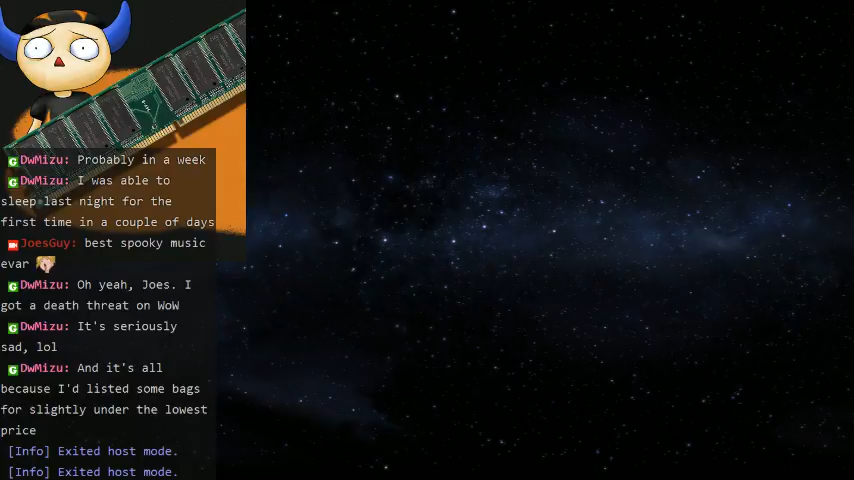 DwMizu: Probably in a week
DwMizu: I was able to
sleep last night for the
first time in a couple of days
JoesGuy: best spooky music
evar
DwMizu: Oh yeah, Joes. I
got a death threat on WoW
DwMizu: It's seriously
sad, lol
DwMizu: And it's all
because I'd listed some bags
for slightly under the lowest
price
[Info] Exited host mode.
[Info] Exited host mode.